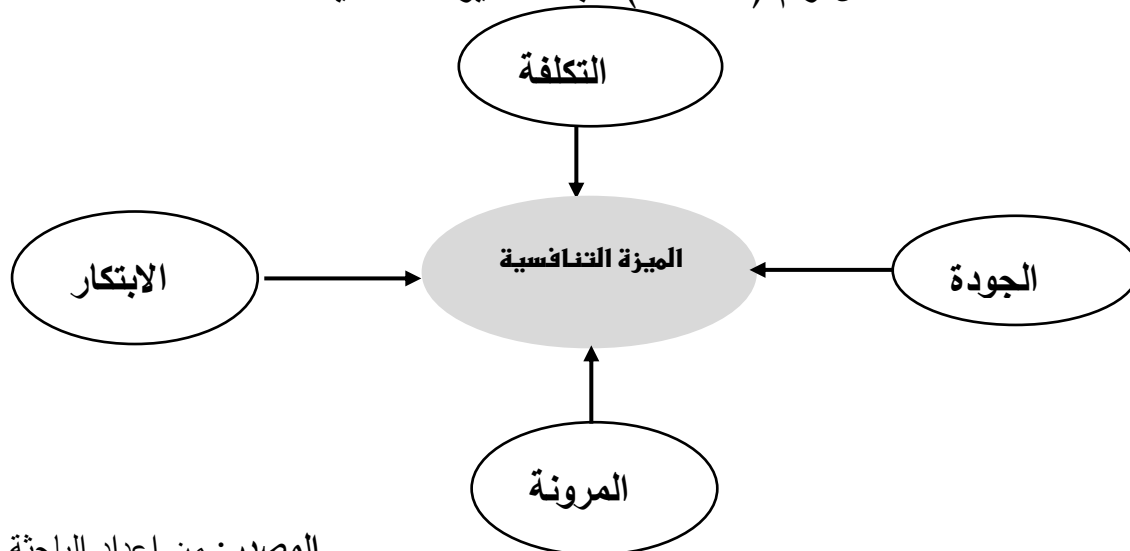 التكلفة
الميزة التنافسية
الابتكار
الجودة
المرونة
المصدر: من إعداد الباحثة